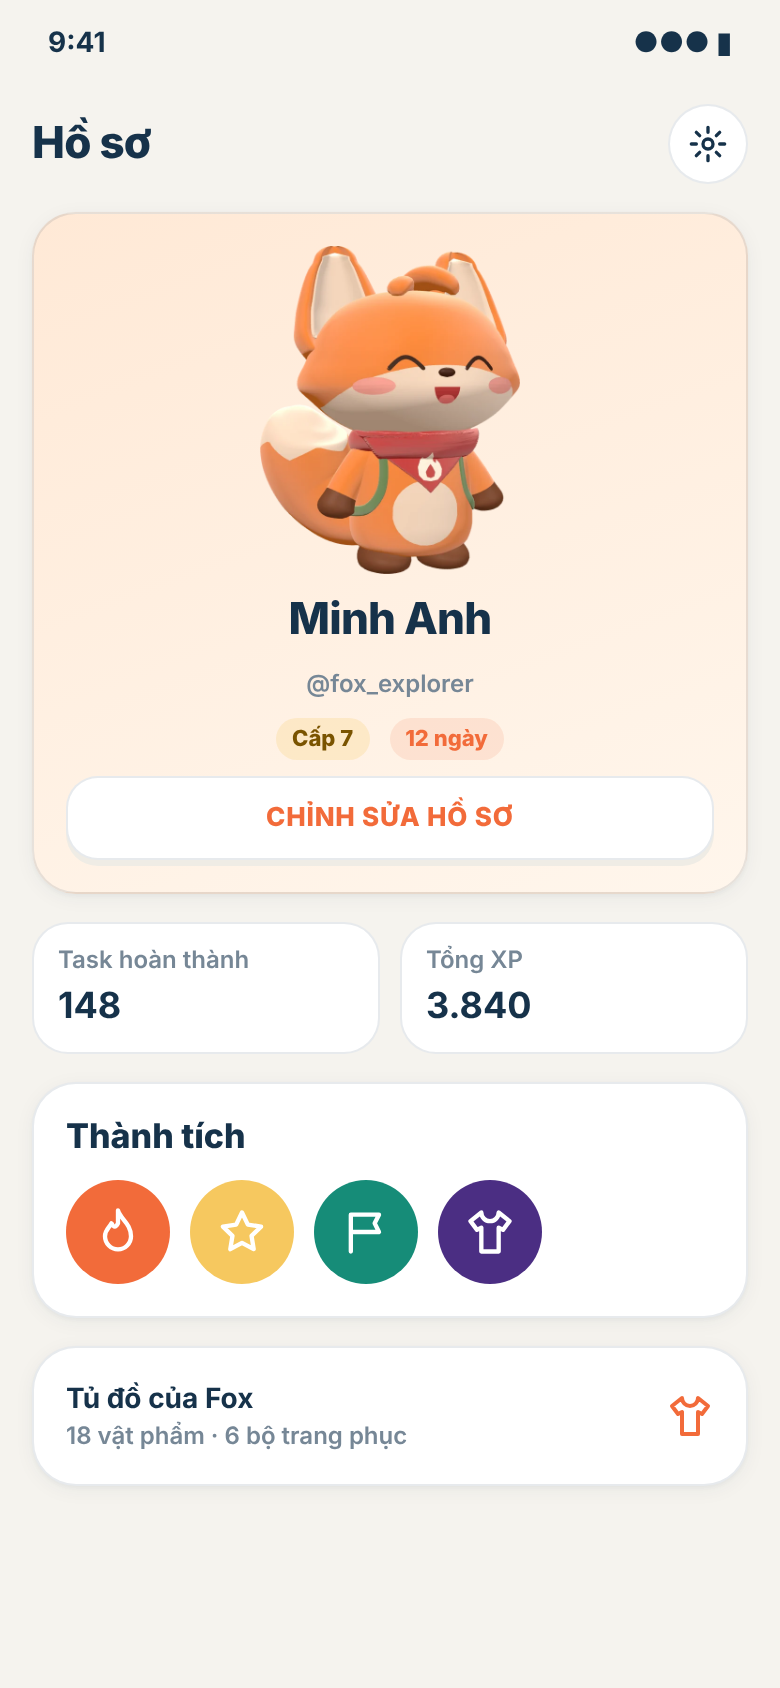 9:41
Hồ sơ
Minh Anh
@fox_explorer
Cấp 7
12 ngày
CHỈNH SỬA HỒ SƠ
Task hoàn thành
148
Tổng XP
3.840
Thành tích
Tủ đồ của Fox
18 vật phẩm · 6 bộ trang phục